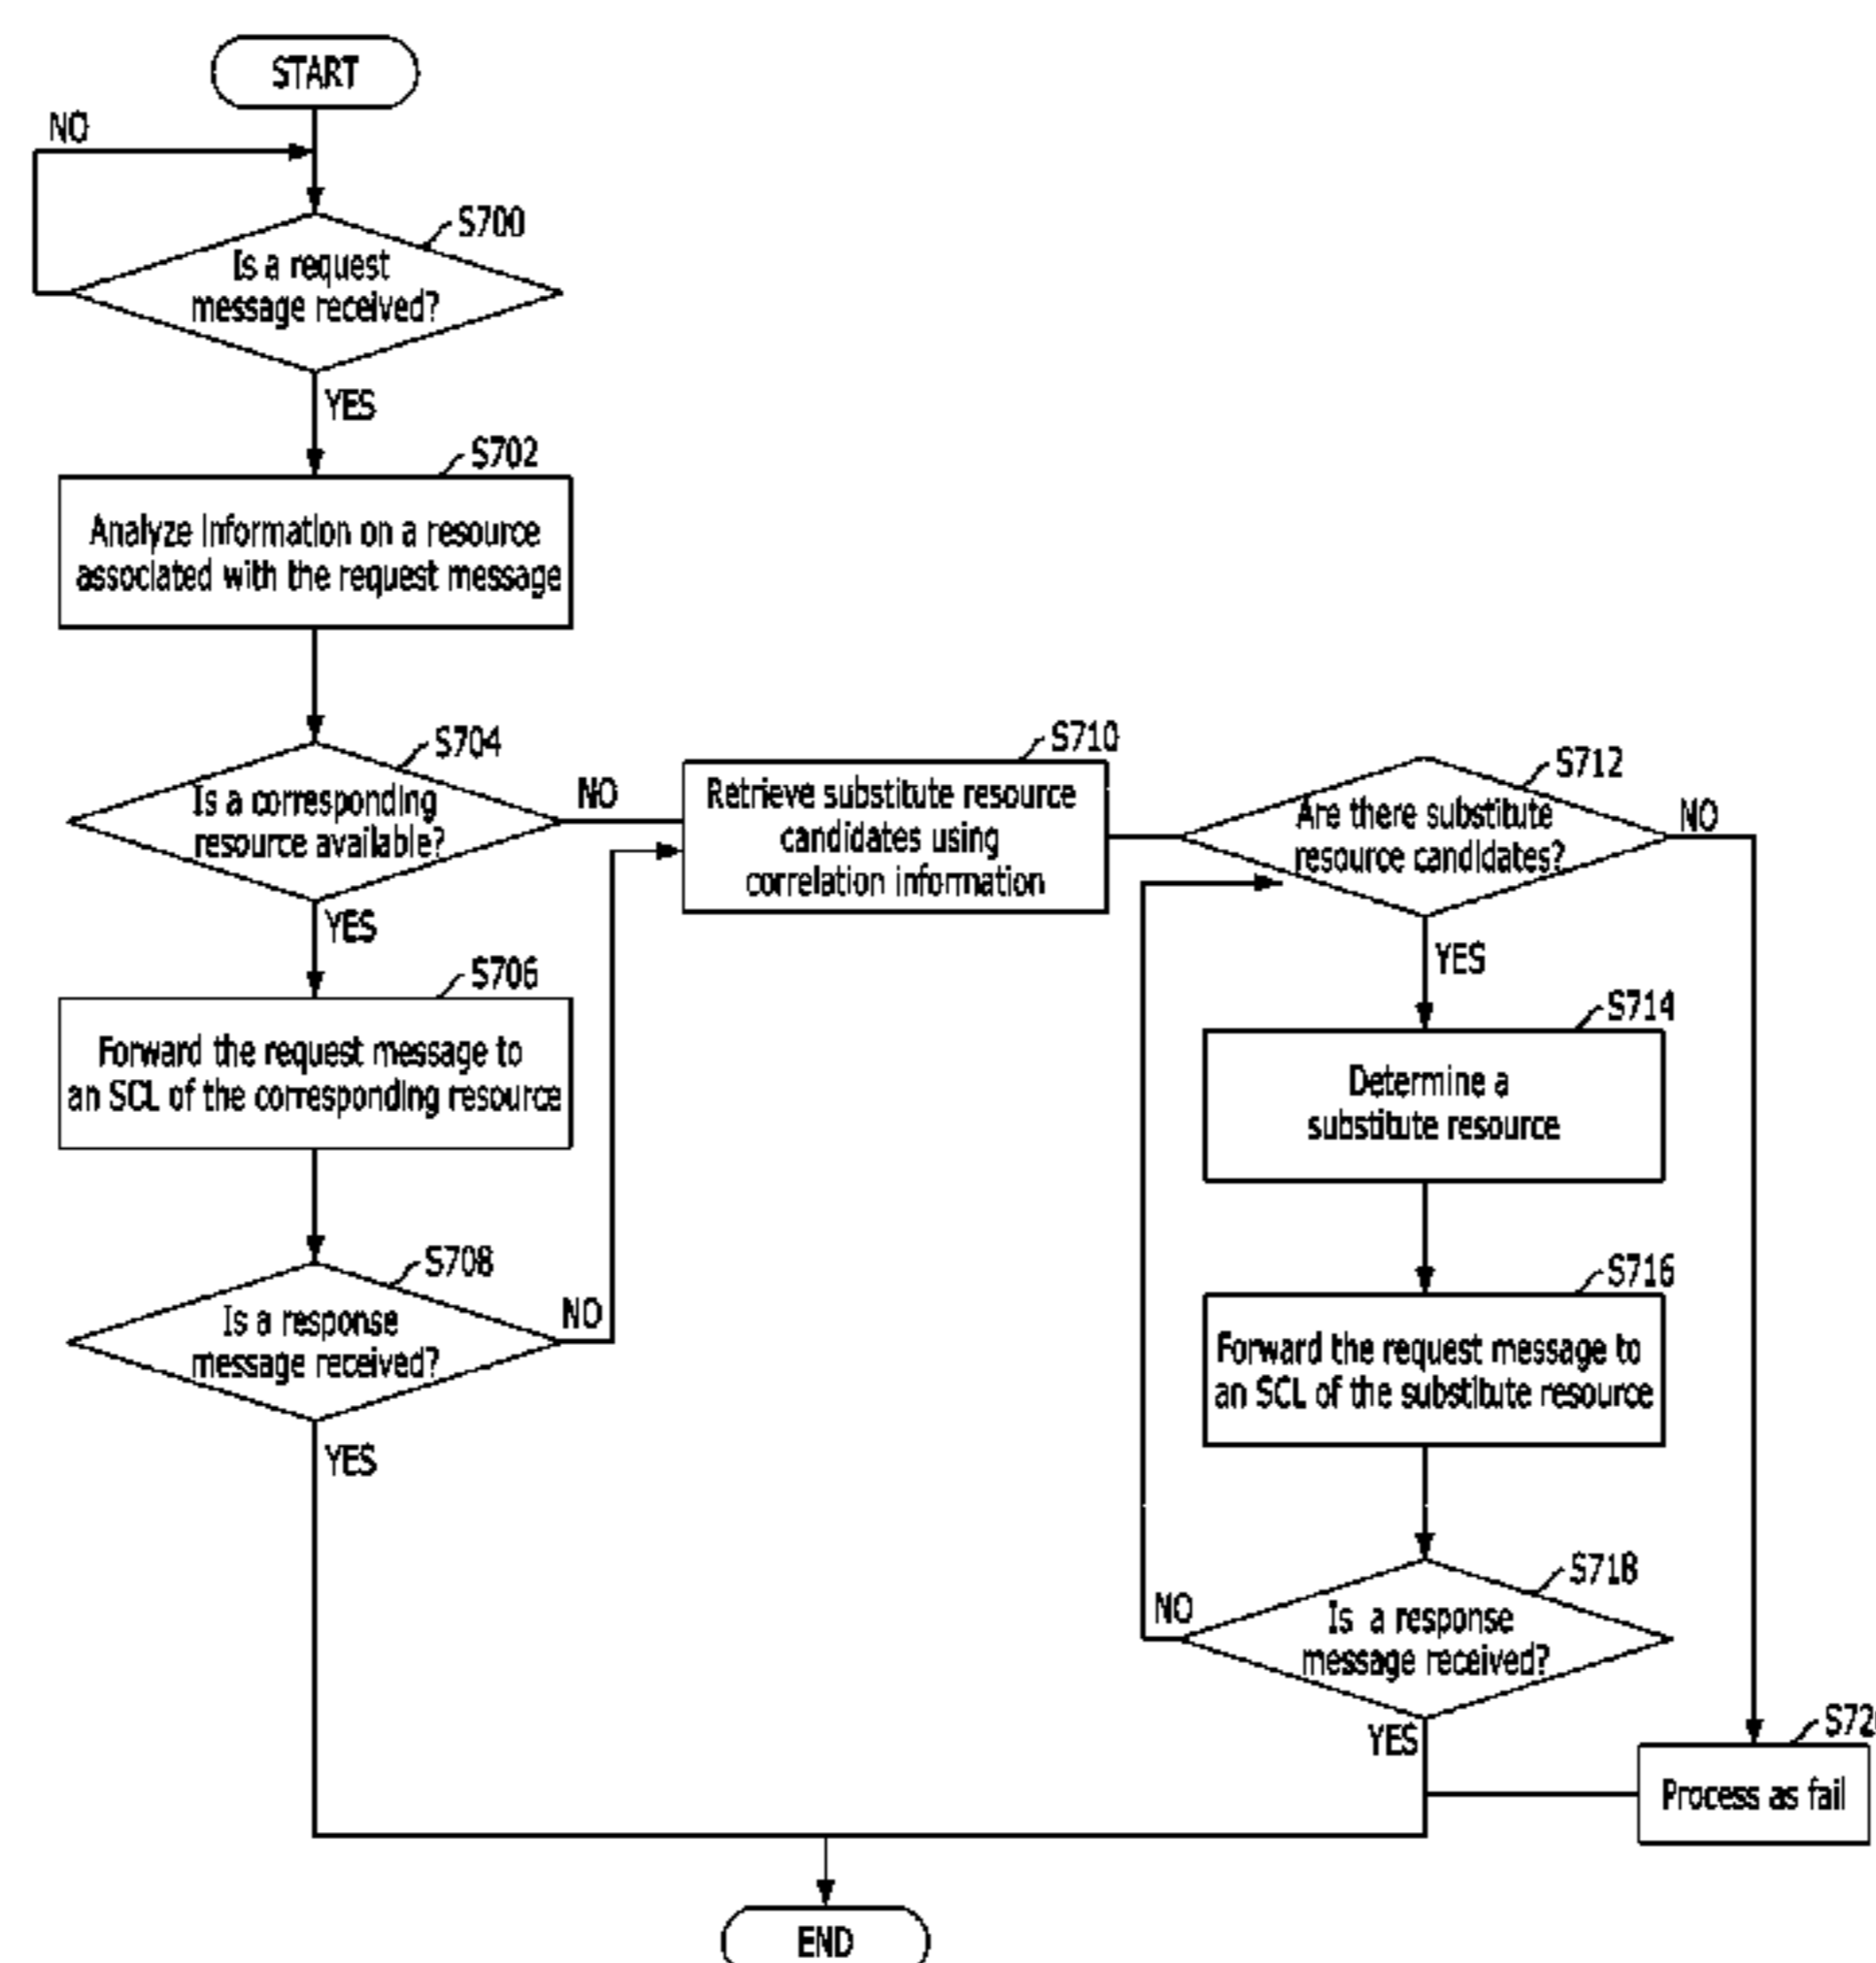 START
NO
S700
Is a request
message received?
YES
S702
Analyze information on a resource
associated with the request message
S704
Is a corresponding
resource available?
NO
YES
S706
Forward the request message to
an SCL of the corresponding resource
S708
Is a response
message received?
NO
YES
S710
Retrieve substitute resource
candidates using
correlation information
S712
Are there substitute
resource candidates?
NO
YES
S714
Determine a
substitute resource
S716
Forward the request message to
an SCL of the substitute resource
S718
Is a response
message received?
NO
YES
S72
Process as fail
END